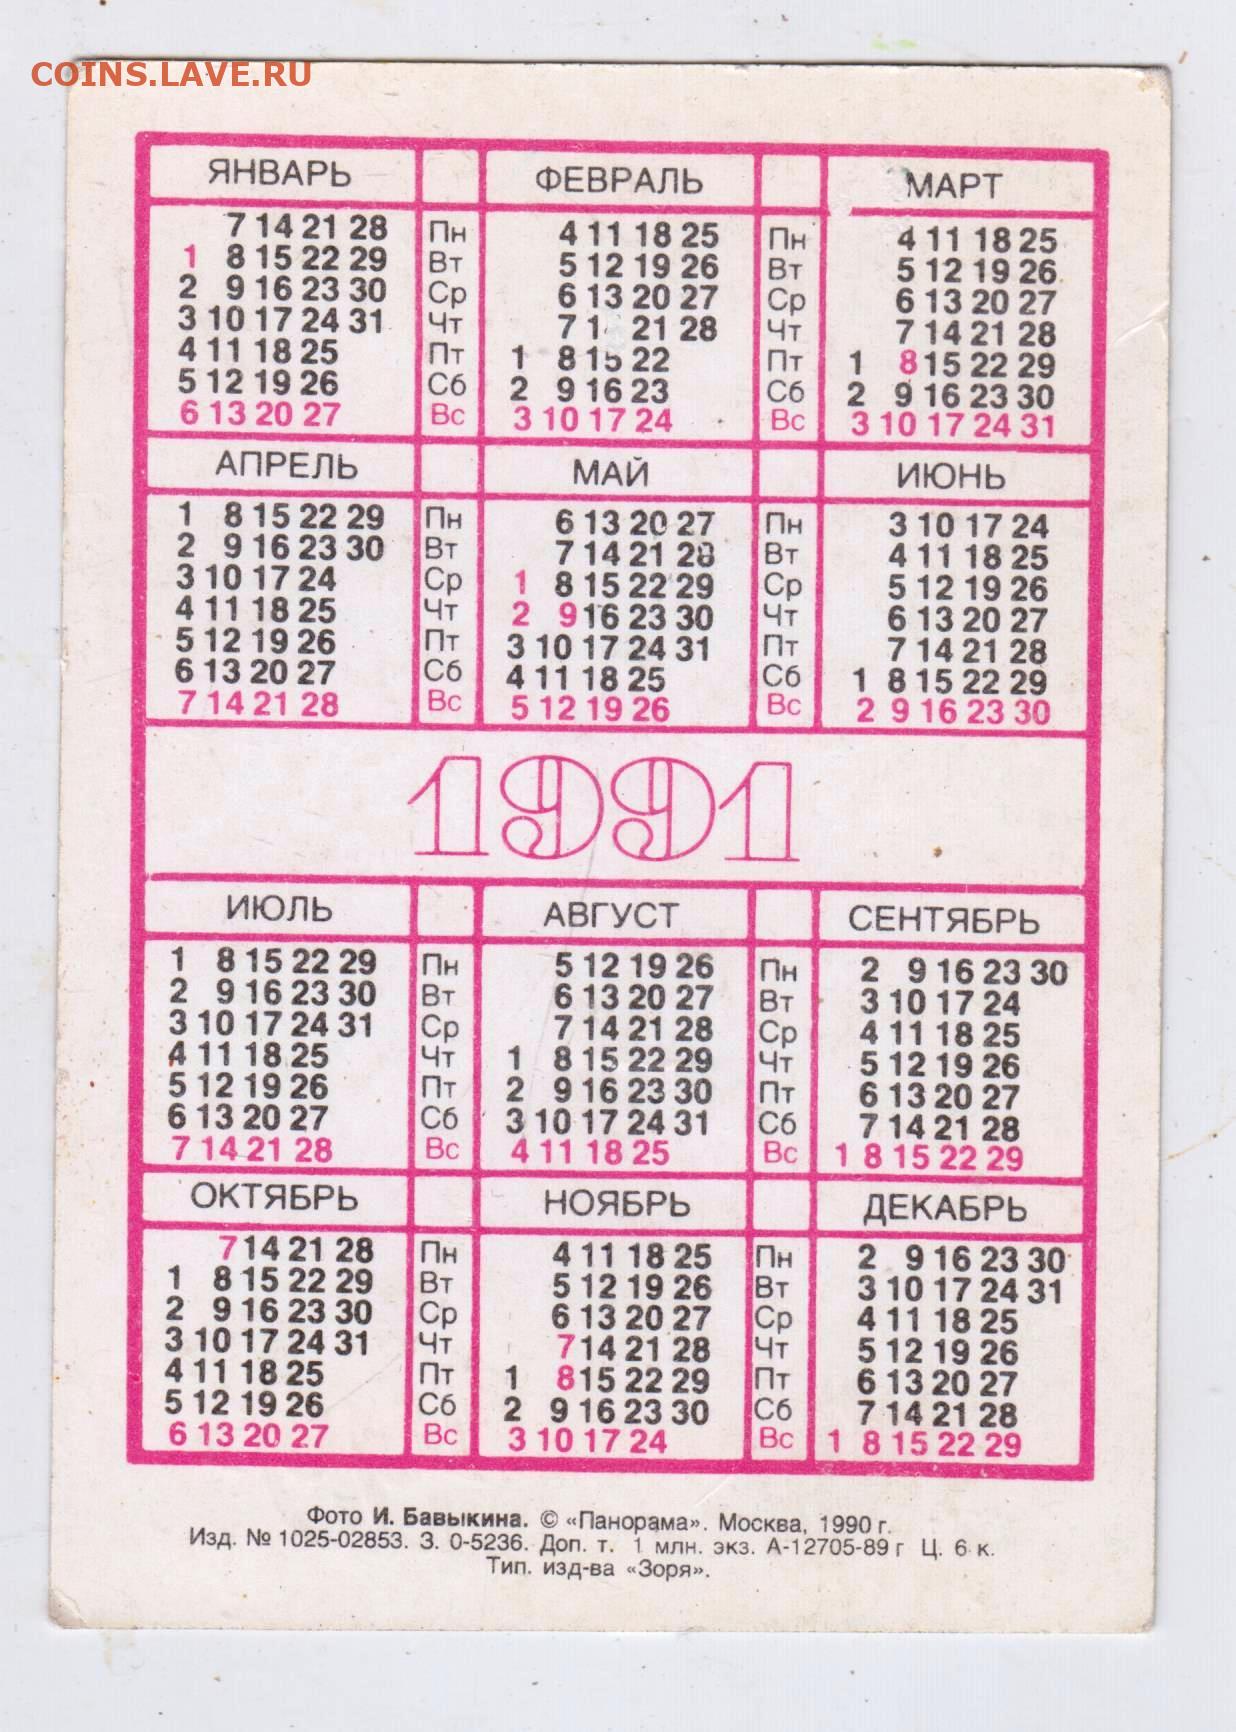 COINS.LAVE.RU
ЯНВАРЬ ФЕВРАЛЬ МАРТ
7 14 21 28 Пн 4 11 18 25 Пн 4 11 18 25
1 8 15 22 29 Вт 5 12 19 26 Вт 5 12 19 26
2 9 16 23 30 Ср 6 13 20 27 Ср 6 13 20 27
3 10 17 24 31 Чт 7 1 21 28 Чт 7 14 21 28
4 11 18 25 Пт 1 8 15 22 Пт 1 8 15 22 29
5 12 19 26 Сб 2 9 16 23 Сб 2 9 16 23 30
6 13 20 27 Вс 3 10 17 24 Вс 3 10 17 24 31
АПРЕЛЬ МАЙ ИЮНЬ
1 8 15 22 29 Пн 6 13 20 27 Пн 3 10 17 24
2 9 16 23 30 Вт 7 14 21 28 Вт 4 11 18 25
3 10 17 24 Ср 1 8 15 22 29 Ср 5 12 19 26
4 11 18 25 Чт 2 9 16 23 30 Чт 6 13 20 27
5 12 19 26 Пт 3 10 17 24 31 Пт 7 14 21 28
6 13 20 27 Сб 4 11 18 25 Сб 1 8 15 22 29
7 14 21 28 Вс 5 12 19 26 Вс 2 9 16 23 30
1991
ИЮЛЬ АВГУСТ СЕНТЯБРЬ
1 8 15 22 29 Пн 5 12 19 26 Пн 2 9 16 23 30
2 9 16 23 30 Вт 6 13 20 27 Вт 3 10 17 24
3 10 17 24 31 Ср 7 14 21 28 Ср 4 11 18 25
4 11 18 25 Чт 1 8 15 22 29 Чт 5 12 19 26
5 12 19 26 Пт 2 9 16 23 30 Пт 6 13 20 27
6 13 20 27 Сб 3 10 17 24 31 Сб 7 14 21 28
7 14 21 28 Вс 4 11 18 25 Вс 1 8 15 22 29
ОКТЯБРЬ НОЯБРЬ ДЕКАБРЬ
7 14 21 28 Пн 4 11 18 25 Пн 2 9 16 23 30
1 8 15 22 29 Вт 5 12 19 26 Вт 3 10 17 24 31
2 9 16 23 30 Ср 6 13 20 27 Ср 4 11 18 25
3 10 17 24 31 Чт 7 14 21 28 Чт 5 12 19 26
4 11 18 25 Пт 1 8 15 22 29 Пт 6 13 20 27
5 12 19 26 Сб 2 9 16 23 30 Сб 7 14 21 28
6 13 20 27 Вс 3 10 17 24 Вс 1 8 15 22 29
Фото И. Бавыкина. © «Панорама». Москва, 1990 г.
Изд. № 1025-02853. З. 0-5236. Доп. т. 1 млн. экз. А-12705-89 г Ц. 6 к.
Тип. изд-ва «Зоря».